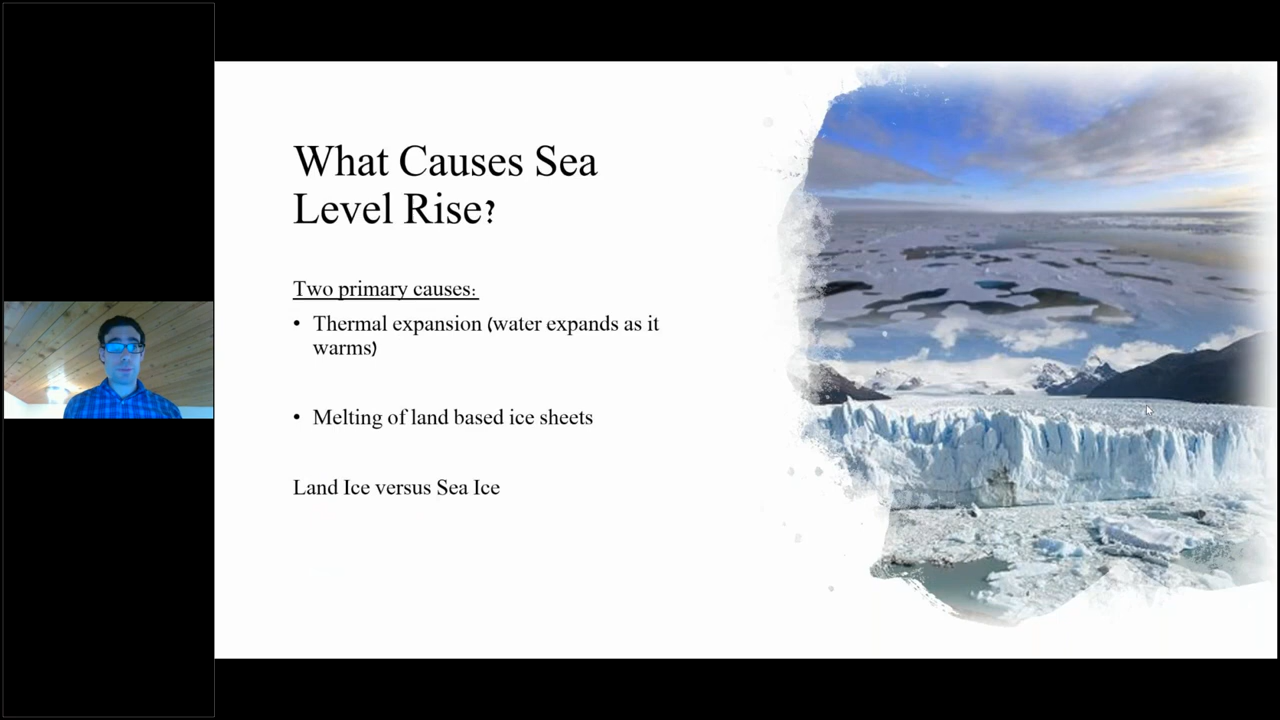 What Causes Sea
Level Rise?
Two primary causes:
• Thermal expansion (water expands as it
warms)
• Melting of land based ice sheets
Land Ice versus Sea Ice